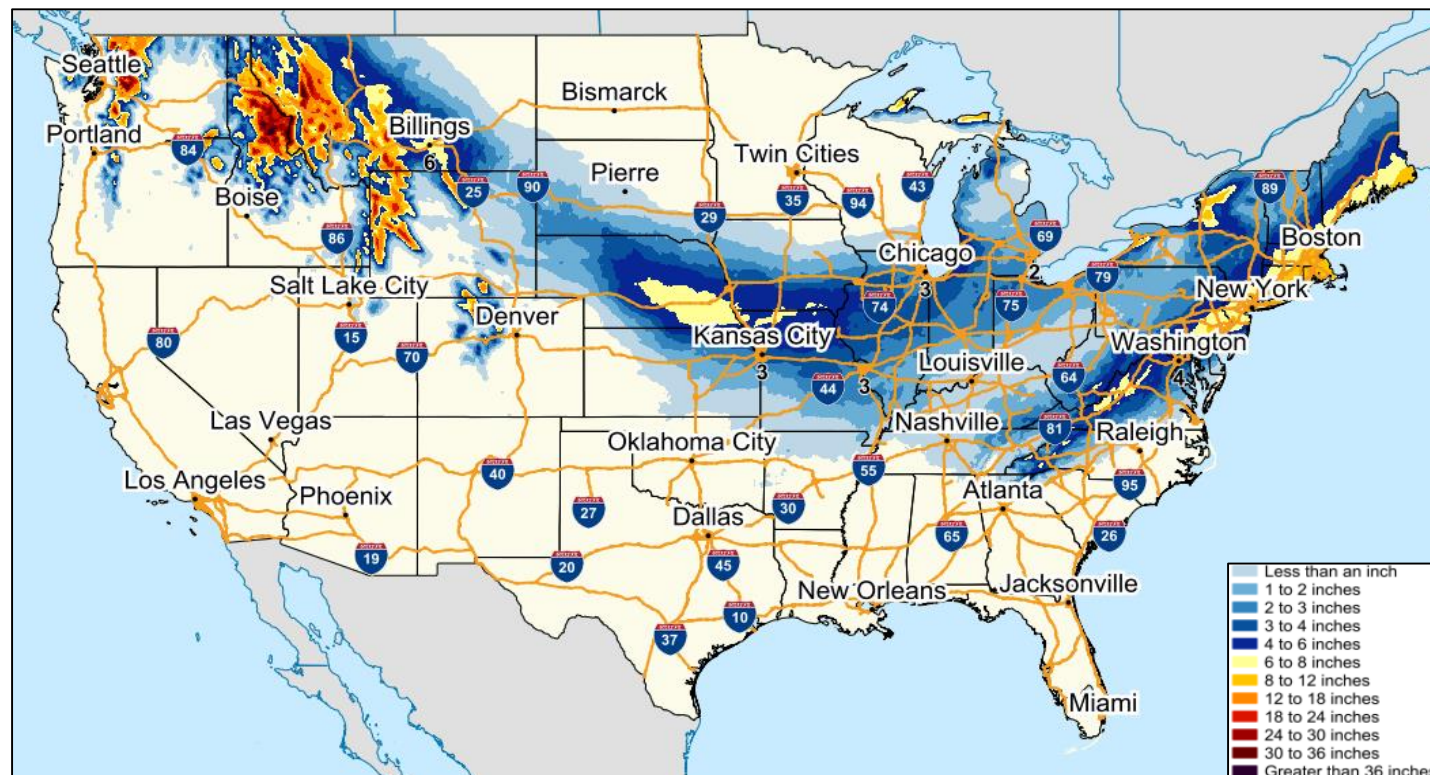 Seattle
Bismarck
Portland
Billings
6
Twin Cities
84
Pierre
25
90
43
89
Boise
35
94
29
86
69
Boston
Chicago
2
79
Salt Lake City
3
74
75
New York
Denver
Kansas City
Washington
80
15
70
3
44
3
Louisville
64
4
Las Vegas
Nashville
81
Raleigh
Oklahoma City
40
55
Los Angeles
Phoenix
Atlanta
95
27
Dallas
30
65
26
19
20
45
Less than an inch
New Orleans
Jacksonville
1 to 2 inches
10
2 to 3 inches
37
3 to 4 inches
4 to 6 inches
6 to 8 inches
8 to 12 inches
Miami
12 to 18 inches
18 to 24 inches
24 to 30 inches
30 to 36 inches
Greater than 36 inches